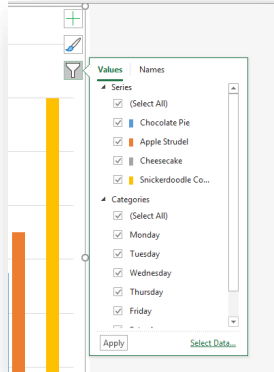 Values Names
Series
(Select All)
Chocolate Pie
Apple Strudel
Cheesecake
Snickerdoodle Co...
Categories
(Select All)
Monday
Tuesday
Wednesday
Thursday
Friday
Apply Select Data...